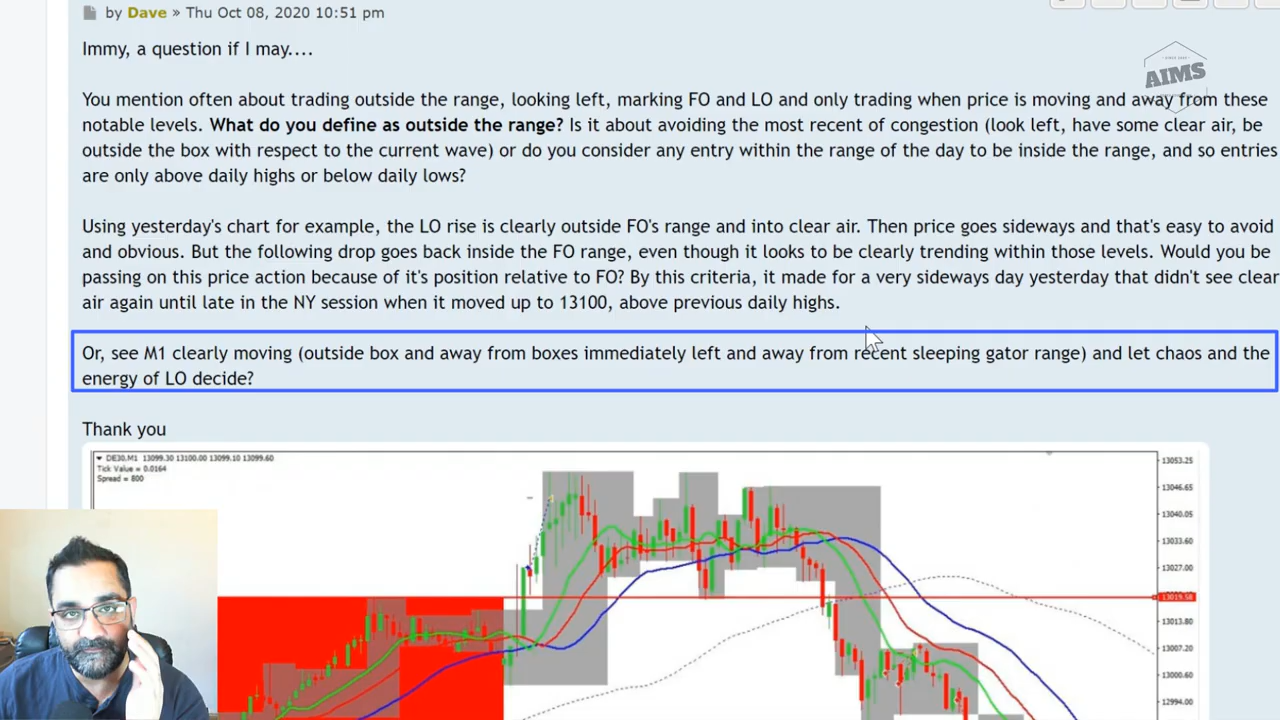 by Dave » Thu Oct 08, 2020 10:51 pm
AIMS
Immy, a question if I may....
You mention often about trading outside the range, looking left, marking FO and LO and only trading when price is moving and away from these
notable levels. What do you define as outside the range? Is it about avoiding the most recent of congestion (look left, have some clear air, be
outside the box with respect to the current wave) or do you consider any entry within the range of the day to be inside the range, and so entries
are only above daily highs or below daily lows?
Using yesterday's chart for example, the LO rise is clearly outside FO's range and into clear air. Then price goes sideways and that's easy to avoid
and obvious. But the following drop goes back inside the FO range, even though it looks to be clearly trending within those levels. Would you be
passing on this price action because of it's position relative to FO? By this criteria, it made for a very sideways day yesterday that didn't see clear
air again until late in the NY session when it moved up to 13100, above previous daily highs.
Or, see M1 clearly moving (outside box and away from boxes immediately left and away from recent sleeping gator range) and let chaos and the
energy of LO decide?
Thank you
DE30,M1 13099.30 13100.00 13099.10 13099.60
Tick Value = 0.0164
Spread = 800
13053.25
13046.65
13040.05
13033.60
13027.00
13019.58
13013.80
13007.20
13000.60
12994.00